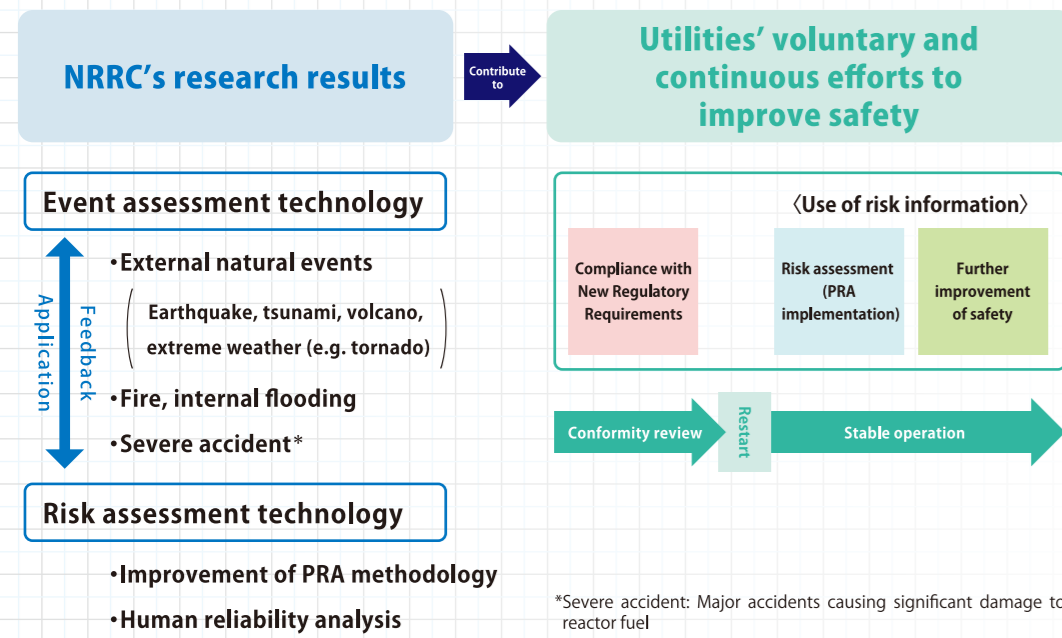 NRRC’s research results
Contribute
to
Utilities’ voluntary and
continuous efforts to
improve safety
Event assessment technology
・External natural events
Earthquake, tsunami, volcano,
extreme weather (e.g. tornado)
・Fire, internal flooding
・Severe accident*
Application
Feedback
Risk assessment technology
・Improvement of PRA methodology
・Human reliability analysis
〈Use of risk information〉
Compliance with
New Regulatory
Requirements
Risk assessment
(PRA
implementation)
Further
improvement
of safety
Conformity review
Restart
Stable operation
*Severe accident: Major accidents causing significant damage to
reactor fuel